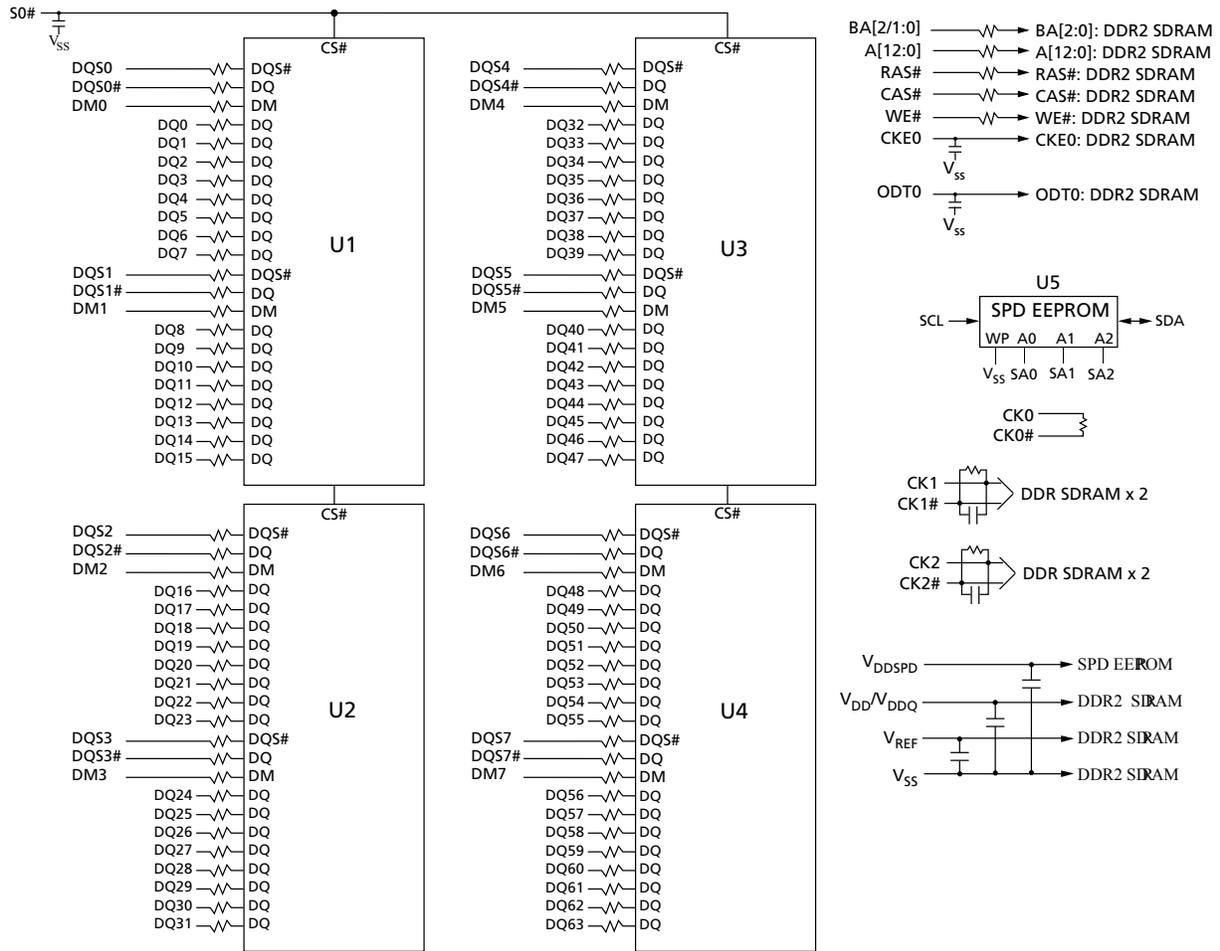 S0#
VSS
CS#
DQS0 DQS#
DQS0# DQ
DM0 DM
DQ0 DQ
DQ1 DQ
DQ2 DQ
DQ3 DQ
DQ4 DQ
DQ5 DQ
DQ6 DQ
DQ7 DQ
U1
DQS1 DQS#
DQS1# DQ
DM1 DM
DQ8 DQ
DQ9 DQ
DQ10 DQ
DQ11 DQ
DQ12 DQ
DQ13 DQ
DQ14 DQ
DQ15 DQ
CS#
DQS2 DQS#
DQS2# DQ
DM2 DM
DQ16 DQ
DQ17 DQ
DQ18 DQ
DQ19 DQ
DQ20 DQ
DQ21 DQ
DQ22 DQ
DQ23 DQ
U2
DQS3 DQS#
DQS3# DQ
DM3 DM
DQ24 DQ
DQ25 DQ
DQ26 DQ
DQ27 DQ
DQ28 DQ
DQ29 DQ
DQ30 DQ
DQ31 DQ
CS#
DQS4 DQS#
DQS4# DQ
DM4 DM
DQ32 DQ
DQ33 DQ
DQ34 DQ
DQ35 DQ
DQ36 DQ
DQ37 DQ
DQ38 DQ
DQ39 DQ
U3
DQS5 DQS#
DQS5# DQ
DM5 DM
DQ40 DQ
DQ41 DQ
DQ42 DQ
DQ43 DQ
DQ44 DQ
DQ45 DQ
DQ46 DQ
DQ47 DQ
CS#
DQS6 DQS#
DQS6# DQ
DM6 DM
DQ48 DQ
DQ49 DQ
DQ50 DQ
DQ51 DQ
DQ52 DQ
DQ53 DQ
DQ54 DQ
DQ55 DQ
U4
DQS7 DQS#
DQS7# DQ
DM7 DM
DQ56 DQ
DQ57 DQ
DQ58 DQ
DQ59 DQ
DQ60 DQ
DQ61 DQ
DQ62 DQ
DQ63 DQ
BA[2/1:0] BA[2:0]: DDR2 SDRAM
A[12:0] A[12:0]: DDR2 SDRAM
RAS# RAS#: DDR2 SDRAM
CAS# CAS#: DDR2 SDRAM
WE# WE#: DDR2 SDRAM
CKE0 CKE0: DDR2 SDRAM
Vss
ODT0 ODT0: DDR2 SDRAM
Vss
U5
SPD EEPROM
SCL SDA
WP A0 A1 A2
VSS SA0 SA1 SA2
CK0
CK0#
CK1
CK1#
DDR SDRAM x 2
CK2
CK2#
DDR SDRAM x 2
VDDSPD SPD EEPROM
VDD/VDDQ DDR2 SDRAM
VREF DDR2 SDRAM
VSS DDR2 SDRAM